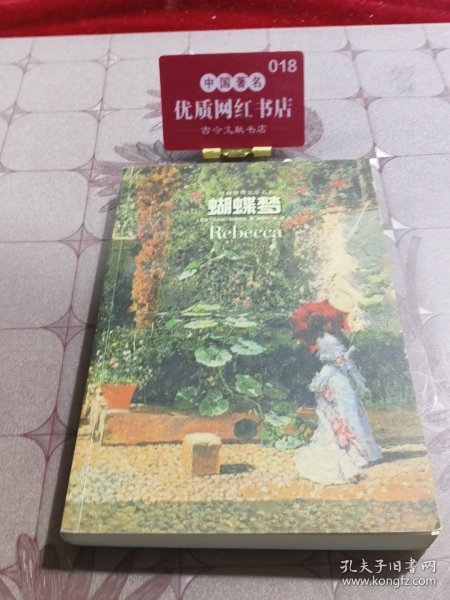 018
中国著名
优质网红书店
古今文献书店
蝴蝶梦
Rebecca
孔夫子旧书网
www.kongfz.com